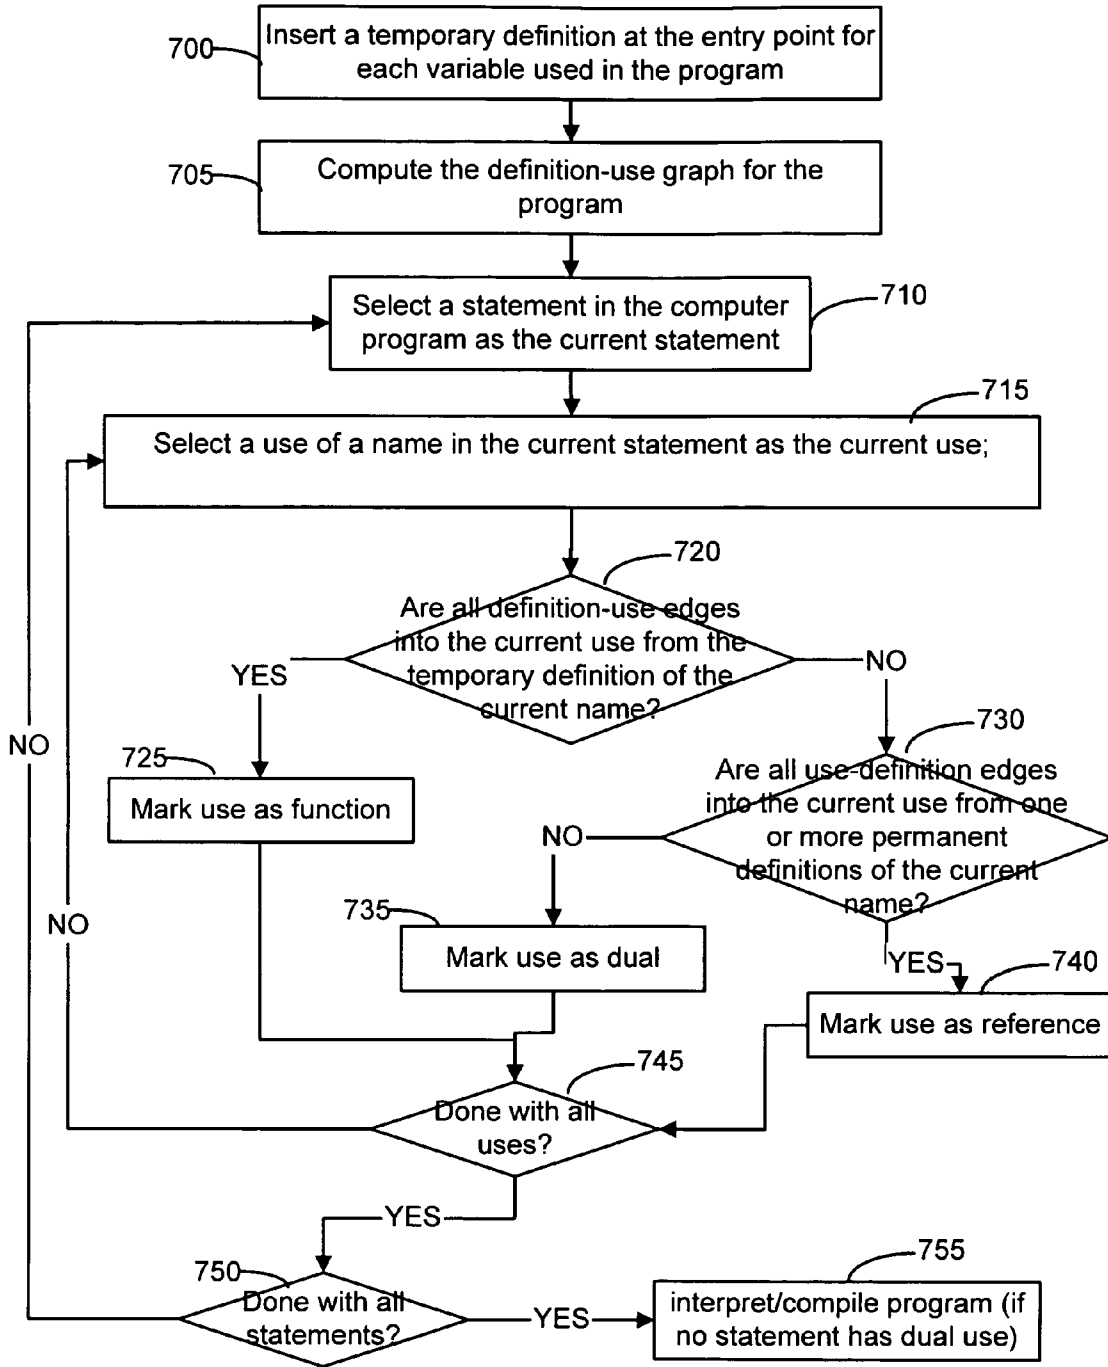 700
Insert a temporary definition at the entry point for
each variable used in the program
705
Compute the definition-use graph for the
program
710
Select a statement in the computer
program as the current statement
715
Select a use of a name in the current statement as the current use;
720
Are all definition-use edges
into the current use from the
temporary definition of the
current name?
YES
NO
725
Mark use as function
730
Are all use-definition edges
into the current use from one
or more permanent
definitions of the current
name?
NO
YES
735
Mark use as dual
740
Mark use as reference
745
Done with all
uses?
NO
YES
750
Done with all
statements?
NO
YES
755
interpret/compile program (if
no statement has dual use)